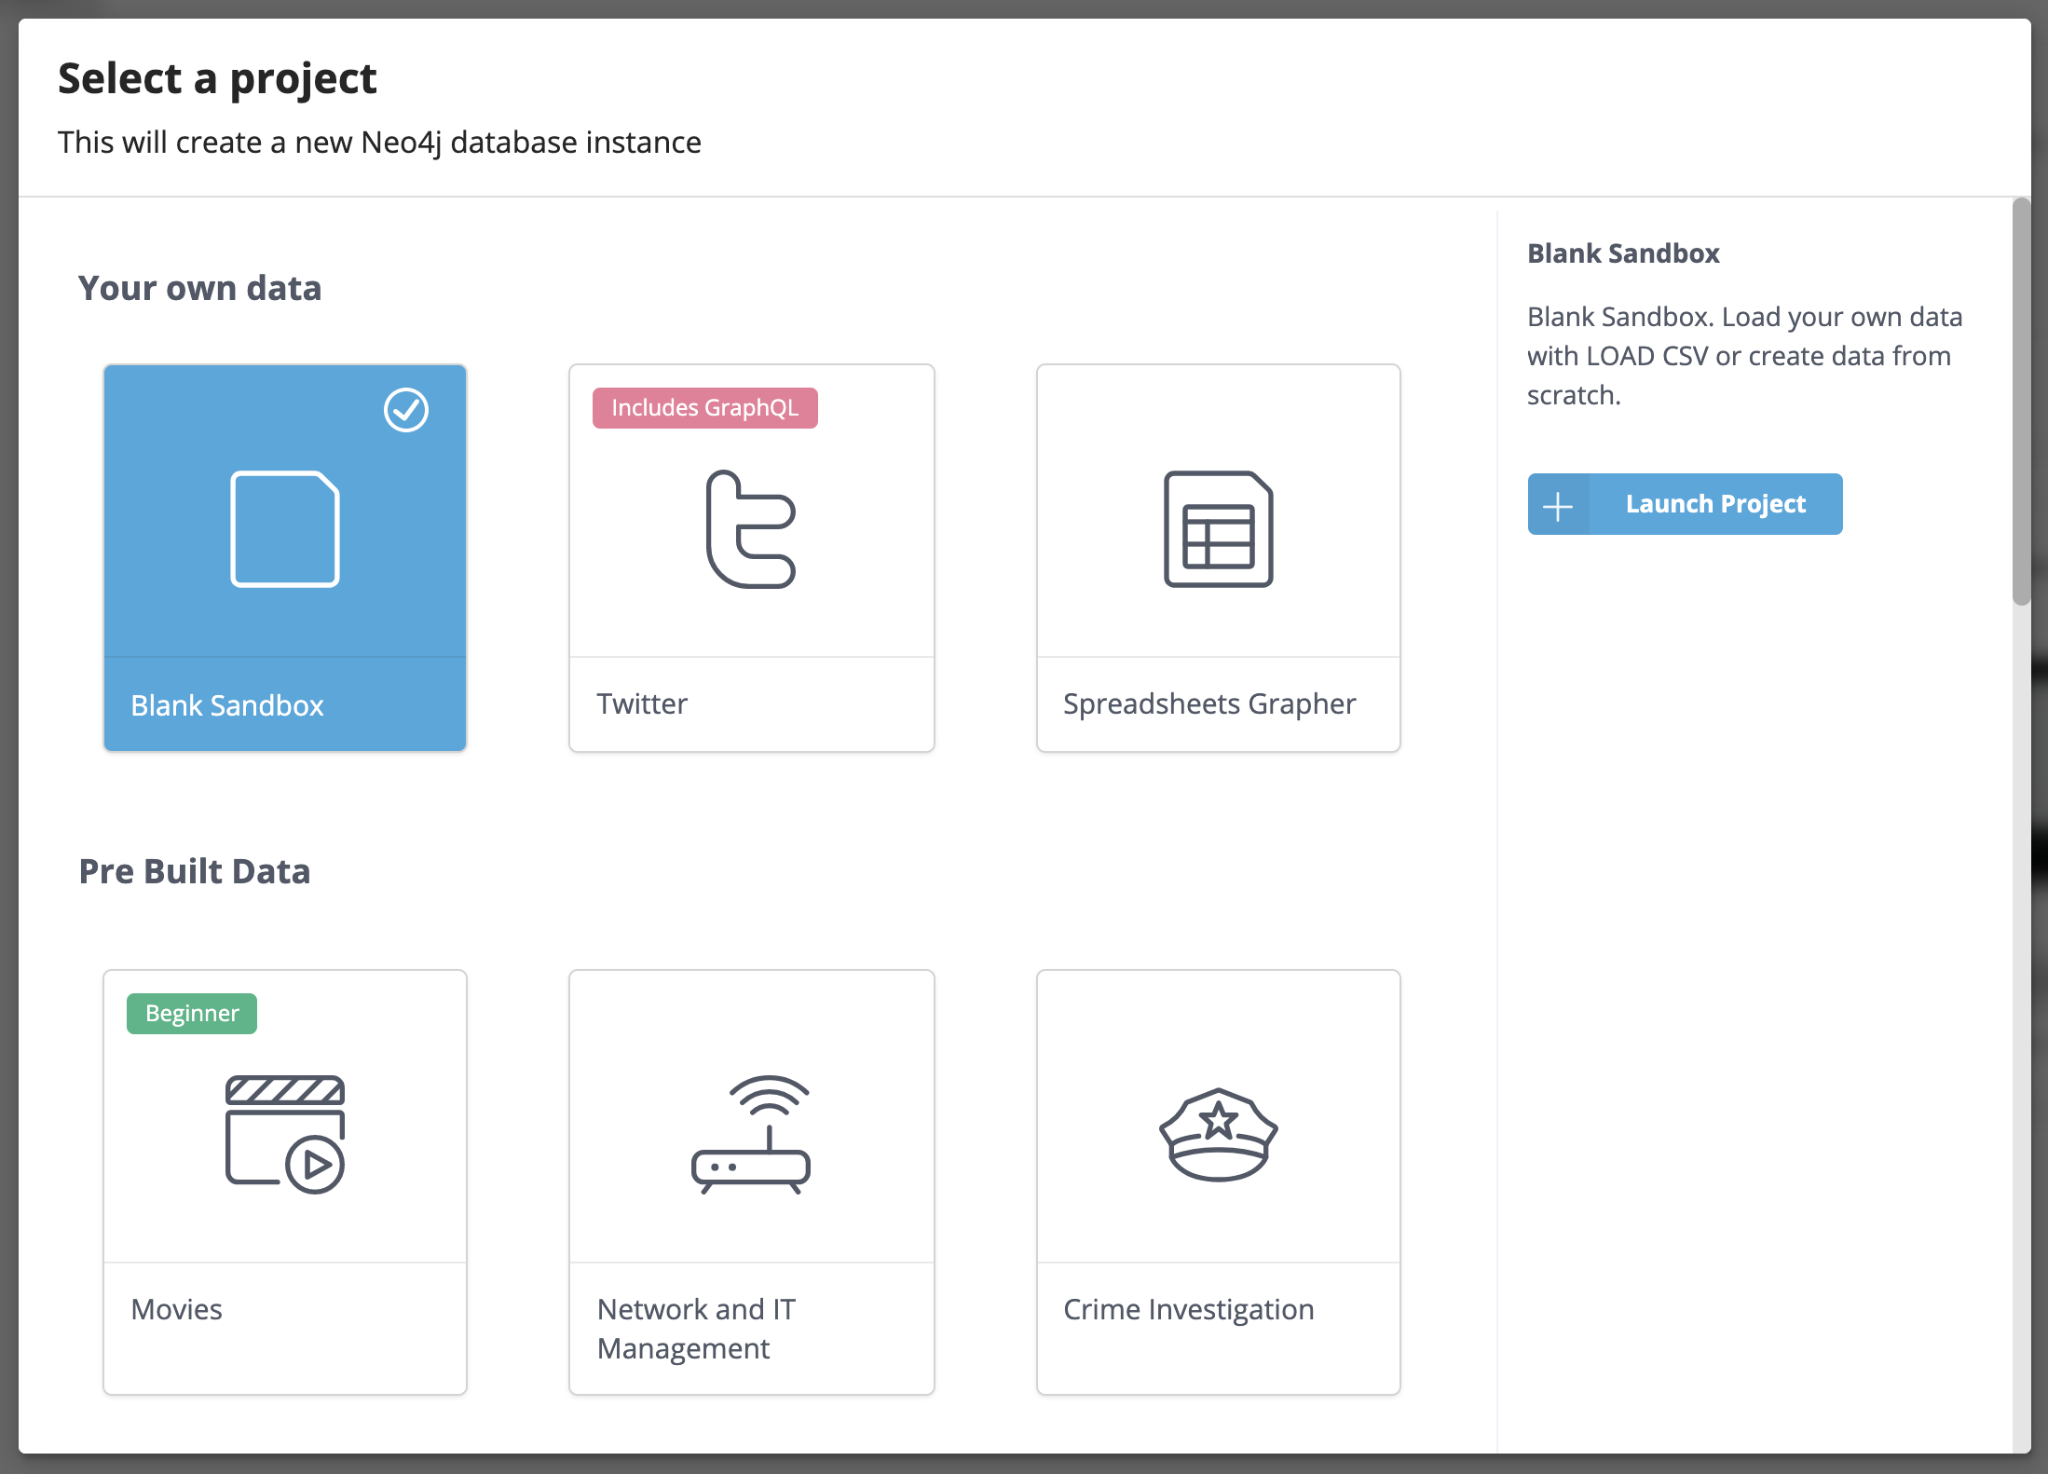 Select a project
This will create a new Neo4j database instance
Your own data
Blank Sandbox
Includes GraphQL
Twitter
Spreadsheets Grapher
Pre Built Data
Beginner
Movies
Network and IT
Management
Crime Investigation
Blank Sandbox
Blank Sandbox. Load your own data
with LOAD CSV or create data from
scratch.
Launch Project